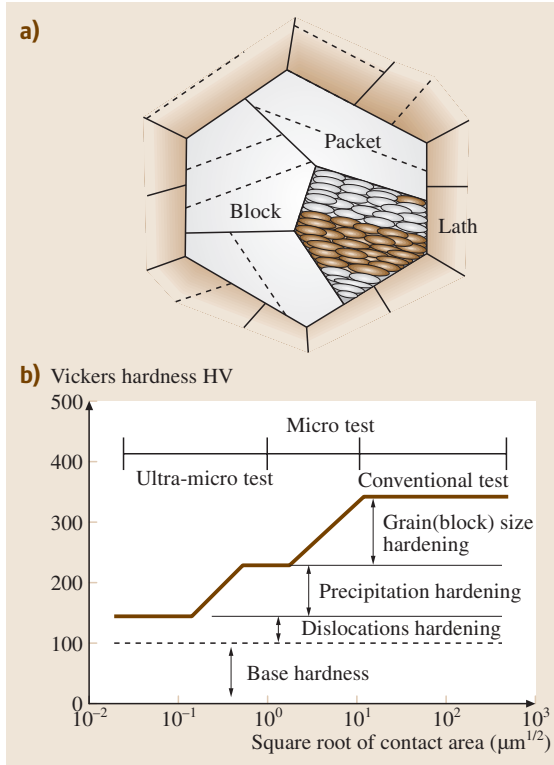 a)
Packet
Block
Lath
b) Vickers hardness HV
500
Micro test
400
Ultra-micro test
Conventional test
300
Grain(block) size
hardening
200
Precipitation hardening
Dislocations hardening
100
Base hardness
0
10⁻² 10⁻¹ 10⁰ 10¹ 10² 10³
Square root of contact area (μm¹/²)